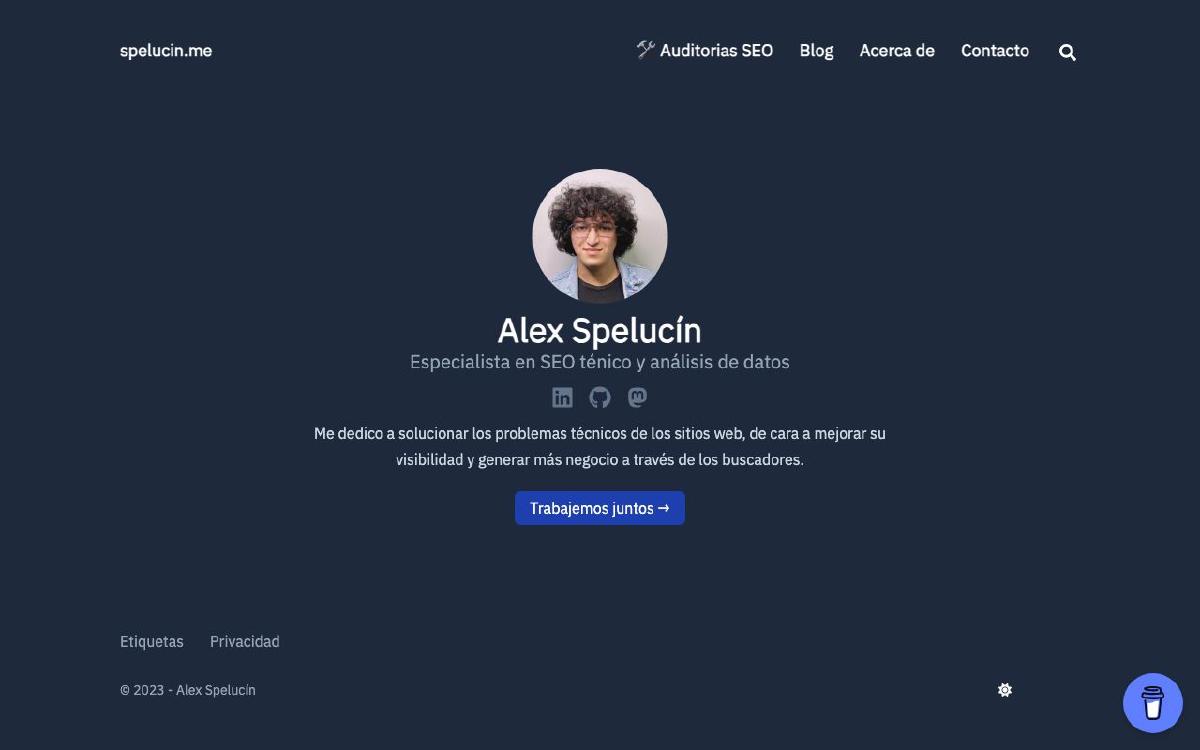 spelucin.me
Auditorias SEO
Blog
Acerca de
Contacto
Alex Spelucín
Especialista en SEO ténico y análisis de datos
Me dedico a solucionar los problemas técnicos de los sitios web, de cara a mejorar su
visibilidad y generar más negocio a través de los buscadores.
Trabajemos juntos →
Etiquetas
Privacidad
© 2023 - Alex Spelucín